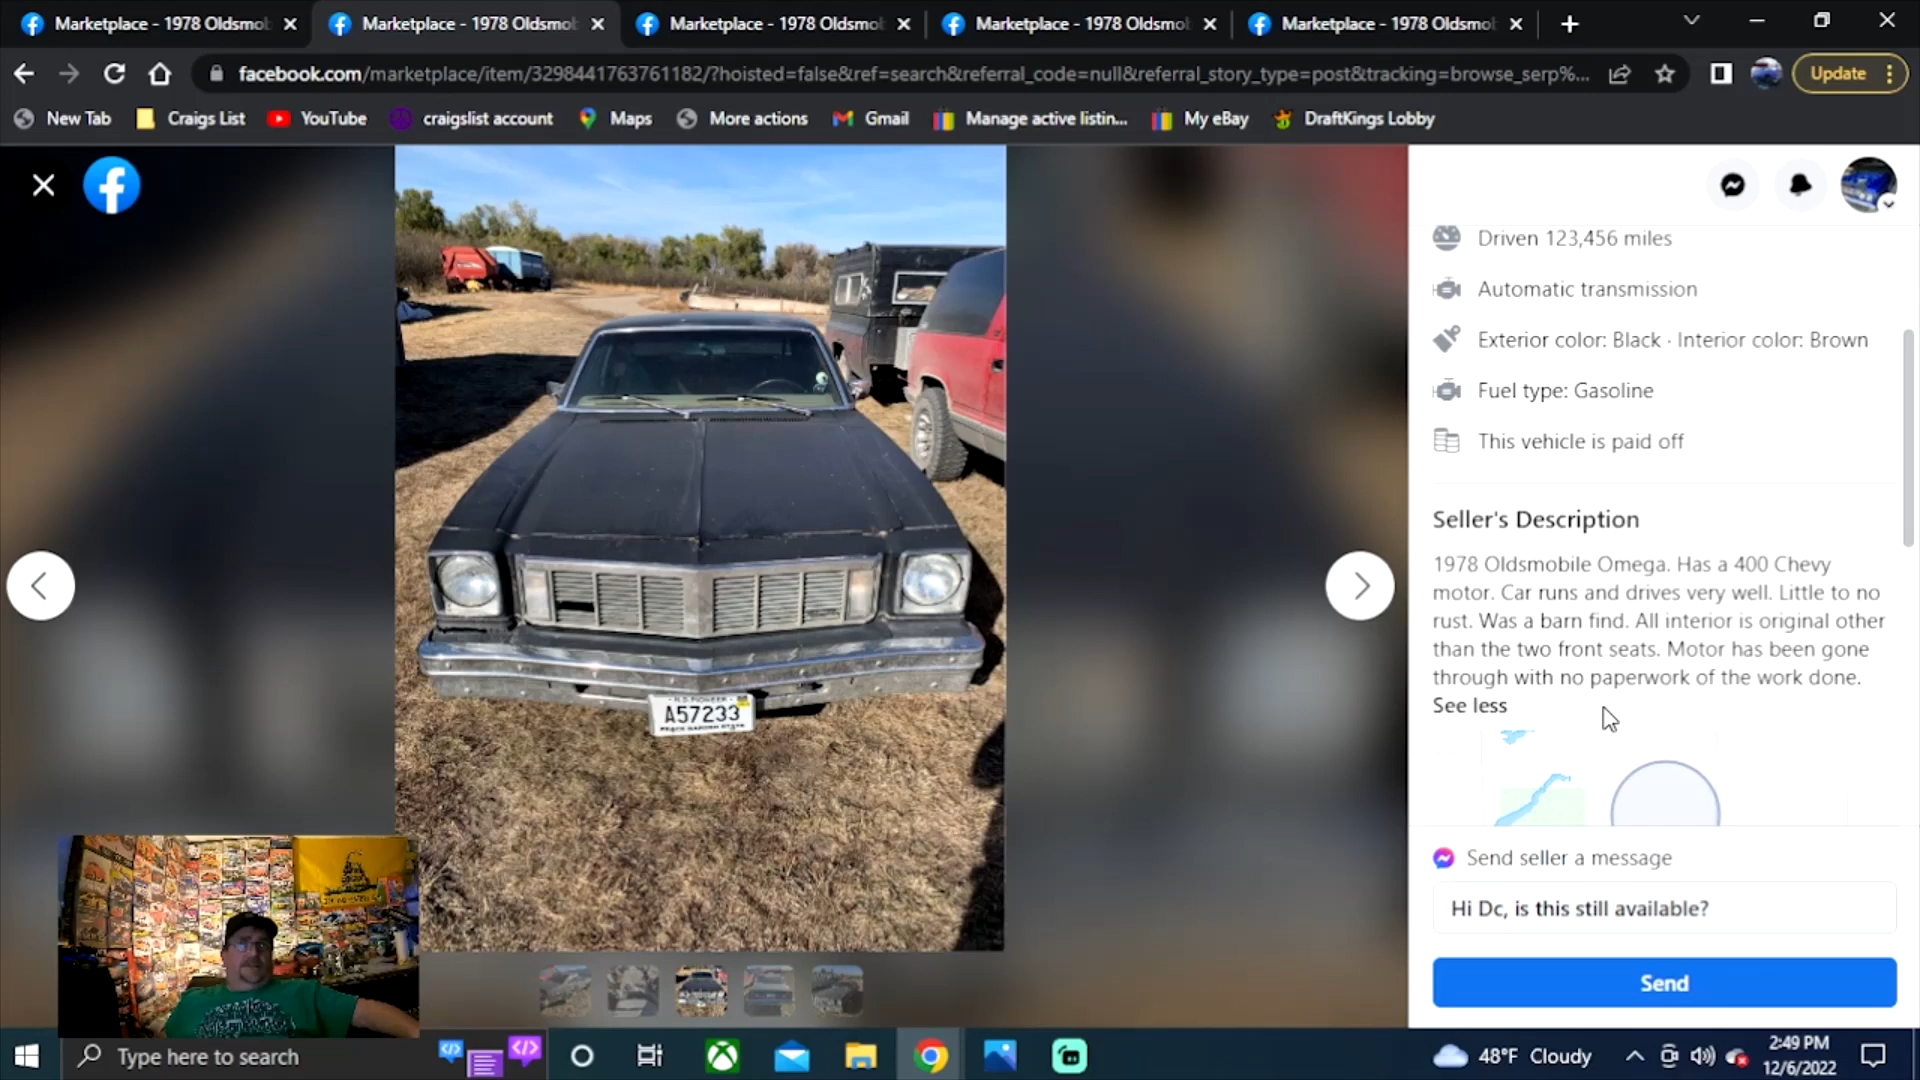 Marketplace - 1978 Oldsmob
Marketplace - 1978 Oldsmob
Marketplace - 1978 Oldsmob
Marketplace - 1978 Oldsmob
Marketplace - 1978 Oldsmob
facebook.com/marketplace/item/3298441763761182/?hoisted=false&ref=search&referral_code=null&referral_story_type=post&tracking=browse_serp%...
Update
New Tab
Craigs List
YouTube
craigslist account
Maps
More actions
Gmail
Manage active listin...
My eBay
DraftKings Lobby
Driven 123,456 miles
Automatic transmission
Exterior color: Black · Interior color: Brown
Fuel type: Gasoline
This vehicle is paid off
Seller's Description
1978 Oldsmobile Omega. Has a 400 Chevy
motor. Car runs and drives very well. Little to no
rust. Was a barn find. All interior is original other
than the two front seats. Motor has been gone
through with no paperwork of the work done.
See less
A57233
Send seller a message
Hi Dc, is this still available?
Send
Type here to search
48°F Cloudy
2:49 PM
12/6/2022